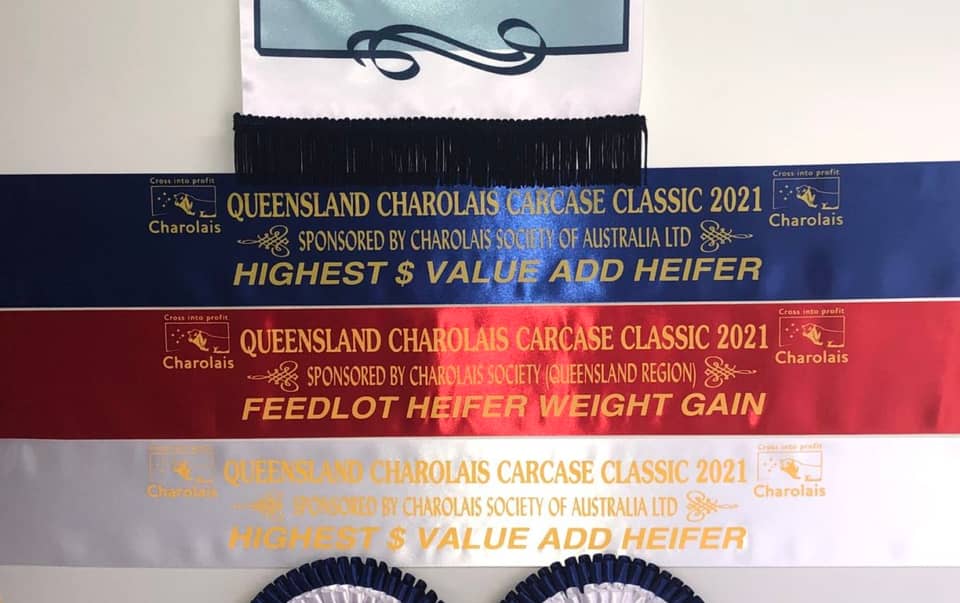 Cross into profit
Charolais
QUEENSLAND CHAROLAIS CARCASE CLASSIC 2021
SPONSORED BY CHAROLAIS SOCIETY OF AUSTRALIA LTD
HIGHEST $ VALUE ADD HEIFER
Cross into profit
Charolais
Cross into profit
Charolais
QUEENSLAND CHAROLAIS CARCASE CLASSIC 2021
SPONSORED BY CHAROLAIS SOCIETY (QUEENSLAND REGION)
FEEDLOT HEIFER WEIGHT GAIN
Cross into profit
Charolais
Charolais
QUEENSLAND CHAROLAIS CARCASE CLASSIC 2021
SPONSORED BY CHAROLAIS SOCIETY OF AUSTRALIA LTD
HIGHEST $ VALUE ADD HEIFER
Cross into profit
Charolais